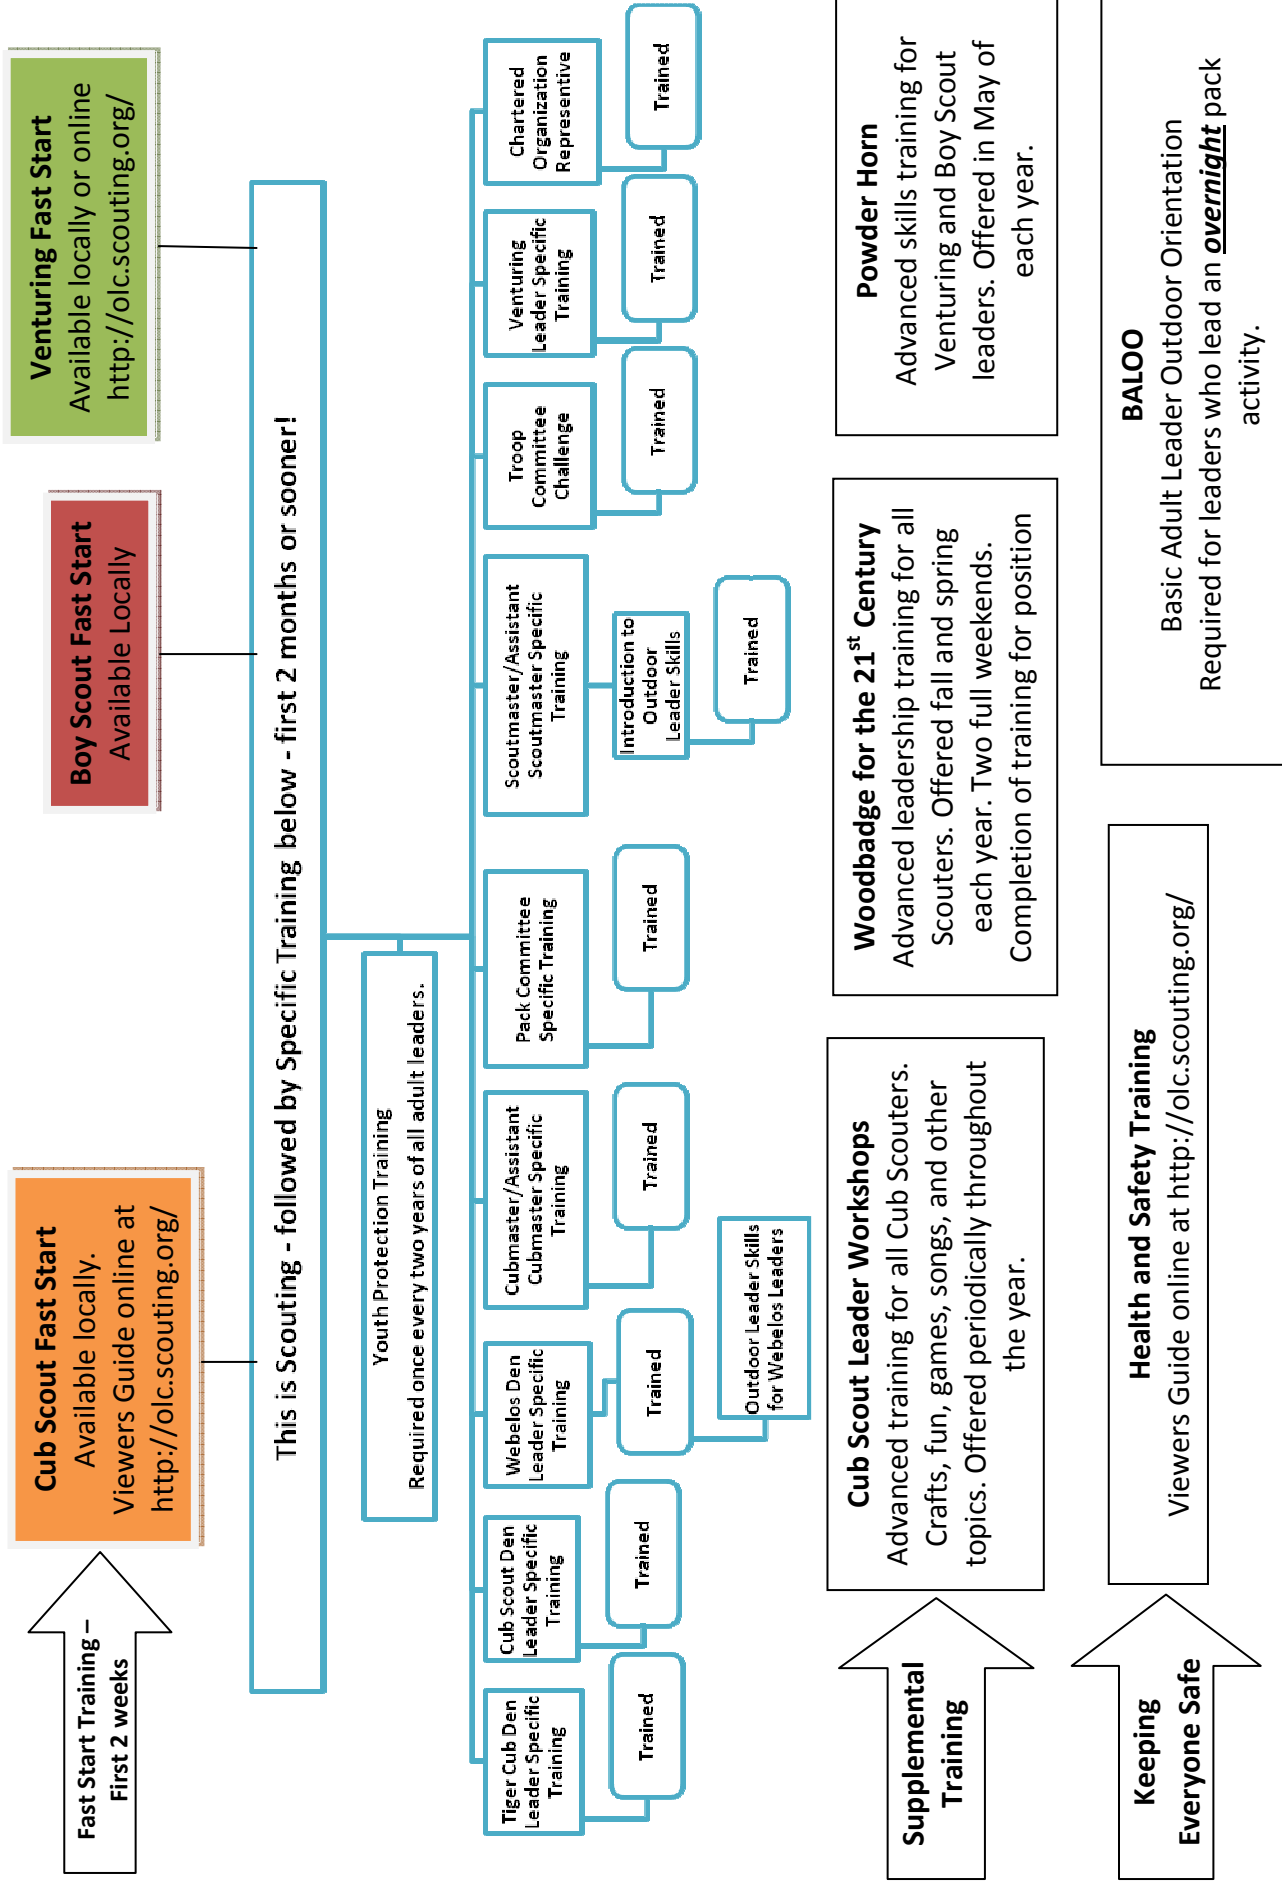 Fast Start Training –
First 2 weeks
Cub Scout Fast Start
Available locally.
Viewers Guide online at
http://olc.scouting.org/
Boy Scout Fast Start
Available Locally
Venturing Fast Start
Available locally or online
http://olc.scouting.org/
This is Scouting - followed by Specific Training below - first 2 months or sooner!
Youth Protection Training
Required once every two years of all adult leaders.
Tiger Cub Den
Leader Specific
Training
Trained
Cub Scout Den
Leader Specific
Training
Trained
Webelos Den
Leader Specific
Training
Trained
Outdoor Leader Skills
for Webelos Leaders
Cubmaster/Assistant
Cubmaster Specific
Training
Trained
Pack Committee
Specific Training
Trained
Scoutmaster/Assistant
Scoutmaster Specific
Training
Introduction to
Outdoor
Leader Skills
Trained
Troop
Committee
Challenge
Trained
Venturing
Leader Specific
Training
Trained
Chartered
Organization
Representive
Trained
Supplemental
Training
Cub Scout Leader Workshops
Advanced training for all Cub Scouters.
Crafts, fun, games, songs, and other
topics. Offered periodically throughout
the year.
Woodbadge for the 21st Century
Advanced leadership training for all
Scouters. Offered fall and spring
each year. Two full weekends.
Completion of training for position
Powder Horn
Advanced skills training for
Venturing and Boy Scout
leaders. Offered in May of
each year.
Keeping
Everyone Safe
Health and Safety Training
Viewers Guide online at http://olc.scouting.org/
BALOO
Basic Adult Leader Outdoor Orientation
Required for leaders who lead an overnight pack
activity.